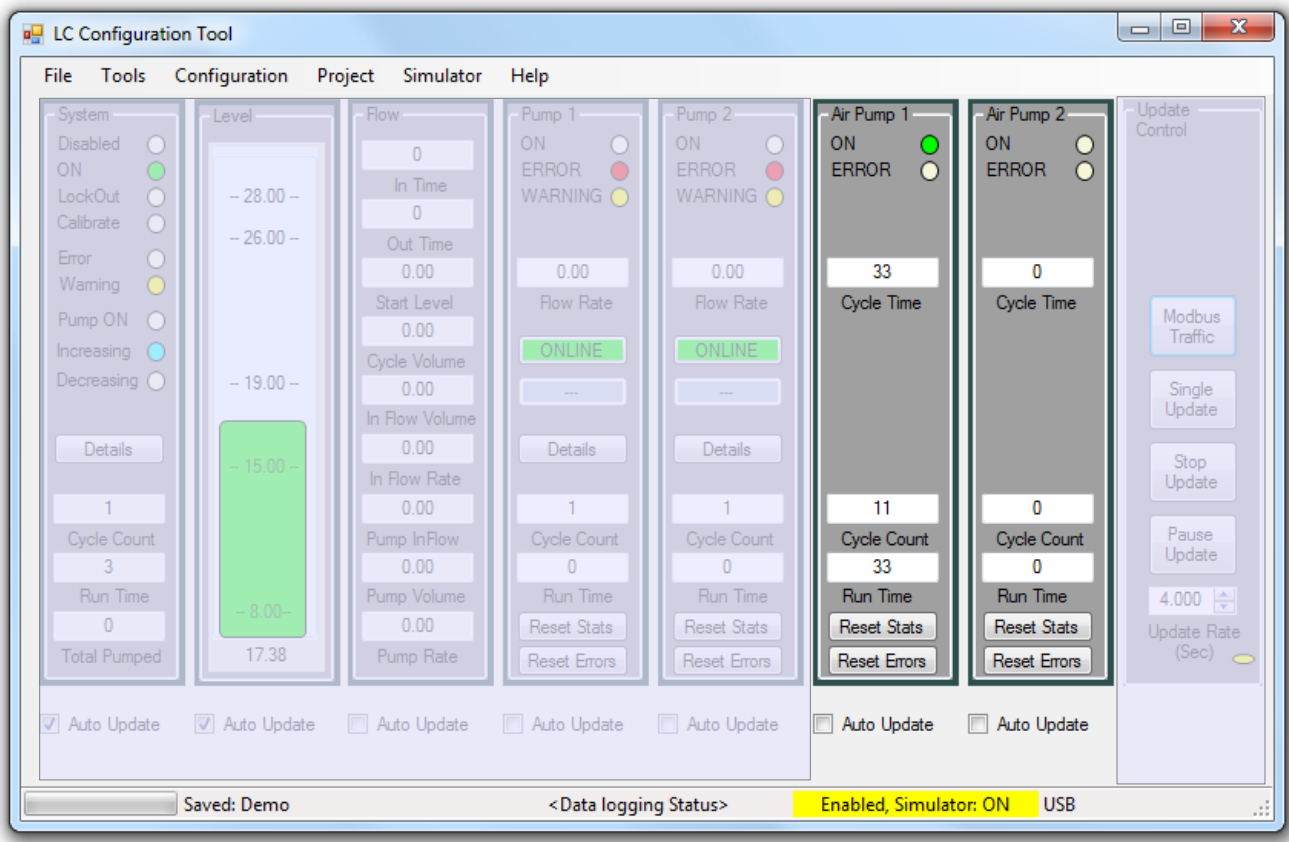 LC Configuration Tool
File Tools Configuration Project Simulator Help
System
Disabled
ON
LockOut
Calibrate
Error
Warning
Pump ON
Increasing
Decreasing
Details
1
Cycle Count
3
Run Time
0
Total Pumped
Auto Update
Level
-- 28.00 --
-- 26.00 --
-- 19.00 --
-- 15.00 --
-- 8.00--
17.38
Auto Update
Flow
0
In Time
0
Out Time
0.00
Start Level
0.00
Cycle Volume
0.00
In Flow Volume
0.00
In Flow Rate
0.00
Pump InFlow
0.00
Pump Volume
0.00
Pump Rate
Auto Update
Pump 1
ON
ERROR
WARNING
0.00
Flow Rate
ONLINE
---
Details
1
Cycle Count
0
Run Time
Reset Stats
Reset Errors
Auto Update
Pump 2
ON
ERROR
WARNING
0.00
Flow Rate
ONLINE
---
Details
1
Cycle Count
0
Run Time
Reset Stats
Reset Errors
Auto Update
Air Pump 1
ON
ERROR
33
Cycle Time
11
Cycle Count
33
Run Time
Reset Stats
Reset Errors
Auto Update
Air Pump 2
ON
ERROR
0
Cycle Time
0
Cycle Count
0
Run Time
Reset Stats
Reset Errors
Auto Update
Update
Control
Modbus
Traffic
Single
Update
Stop
Update
Pause
Update
4.000
Update Rate
(Sec)
Saved: Demo <Data logging Status> Enabled, Simulator: ON USB